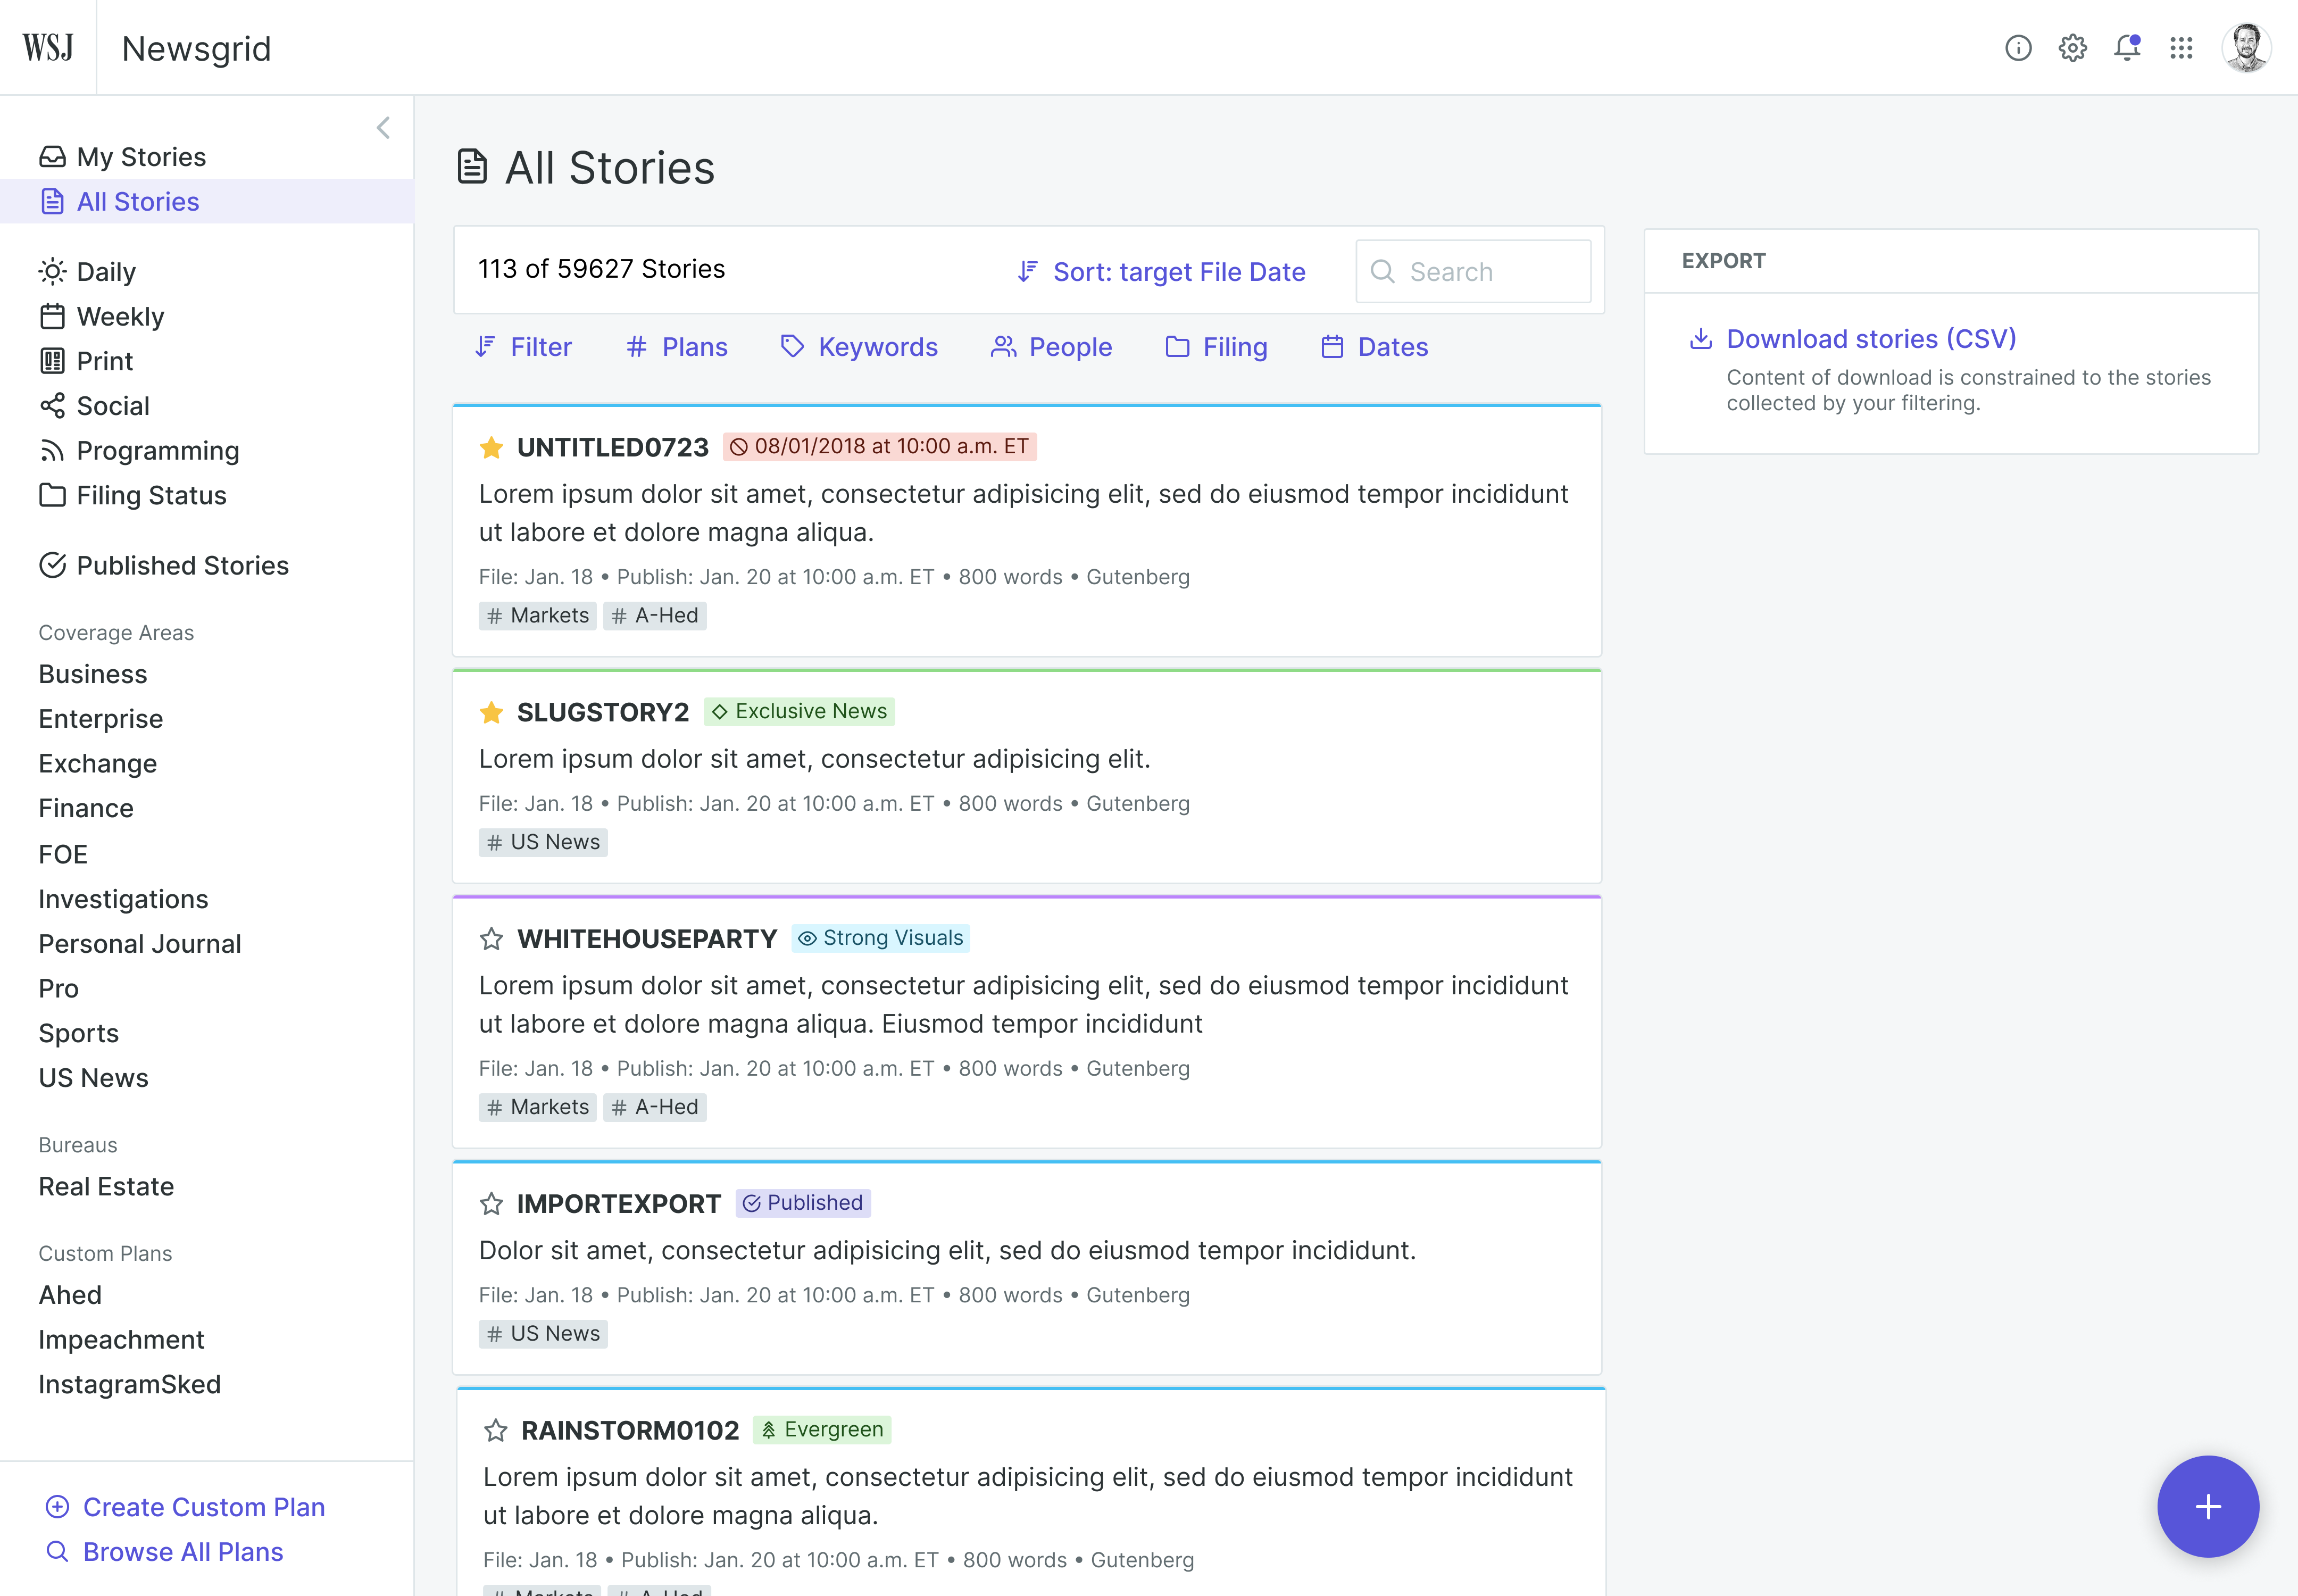 WSJ
Newsgrid
My Stories
All Stories
Daily
Weekly
Print
Social
Programming
Filing Status
Published Stories
Coverage Areas
Business
Enterprise
Exchange
Finance
FOE
Investigations
Personal Journal
Pro
Sports
US News
Bureaus
Real Estate
Custom Plans
Ahed
Impeachment
InstagramSked
Create Custom Plan
Browse All Plans
All Stories
113 of 59627 Stories
Sort: target File Date
Search
Filter
# Plans
Keywords
People
Filing
Dates
UNTITLED0723 08/01/2018 at 10:00 a.m. ET
Lorem ipsum dolor sit amet, consectetur adipisicing elit, sed do eiusmod tempor incididunt
ut labore et dolore magna aliqua.
File: Jan. 18 • Publish: Jan. 20 at 10:00 a.m. ET • 800 words • Gutenberg
# Markets # A-Hed
SLUGSTORY2 Exclusive News
Lorem ipsum dolor sit amet, consectetur adipisicing elit.
File: Jan. 18 • Publish: Jan. 20 at 10:00 a.m. ET • 800 words • Gutenberg
# US News
WHITEHOUSEPARTY Strong Visuals
Lorem ipsum dolor sit amet, consectetur adipisicing elit, sed do eiusmod tempor incididunt
ut labore et dolore magna aliqua. Eiusmod tempor incididunt
File: Jan. 18 • Publish: Jan. 20 at 10:00 a.m. ET • 800 words • Gutenberg
# Markets # A-Hed
IMPORTEXPORT Published
Dolor sit amet, consectetur adipisicing elit, sed do eiusmod tempor incididunt.
File: Jan. 18 • Publish: Jan. 20 at 10:00 a.m. ET • 800 words • Gutenberg
# US News
RAINSTORM0102 Evergreen
Lorem ipsum dolor sit amet, consectetur adipisicing elit, sed do eiusmod tempor incididunt
ut labore et dolore magna aliqua.
File: Jan. 18 • Publish: Jan. 20 at 10:00 a.m. ET • 800 words • Gutenberg
# Markets # A-Hed
EXPORT
Download stories (CSV)
Content of download is constrained to the stories
collected by your filtering.